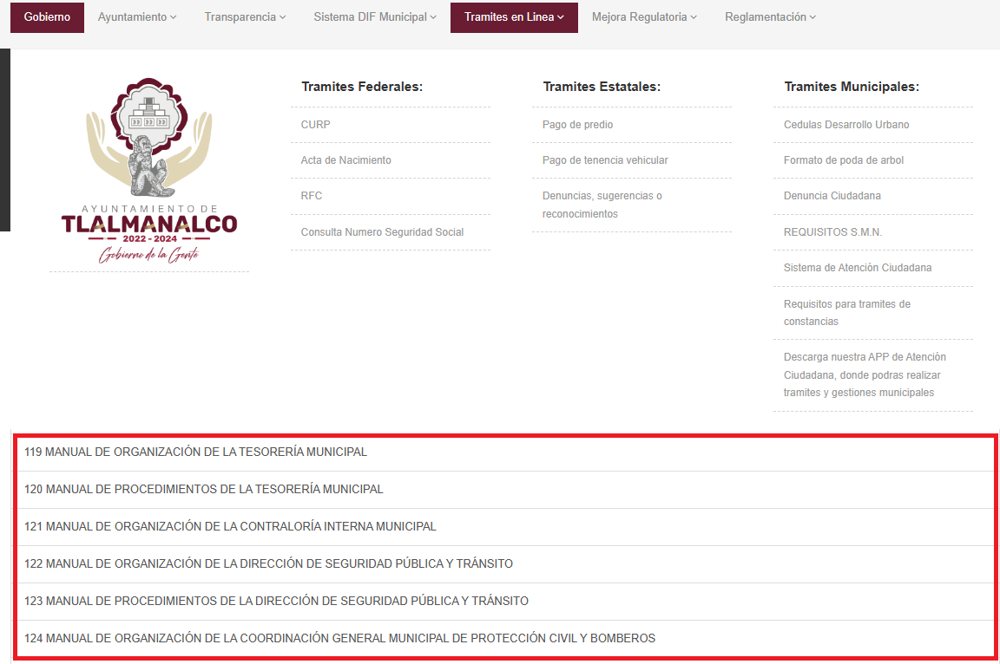 Gobierno
Ayuntamiento
Transparencia
Sistema DIF Municipal
Tramites en Linea
Mejora Regulatoria
Reglamentación
AYUNTAMIENTO DE
TLALMANALCO
2022 - 2024
Gobierno de la Gente
Tramites Federales:
CURP
Acta de Nacimiento
RFC
Consulta Numero Seguridad Social
Tramites Estatales:
Pago de predio
Pago de tenencia vehicular
Denuncias, sugerencias o
reconocimientos
Tramites Municipales:
Cedulas Desarrollo Urbano
Formato de poda de arbol
Denuncia Ciudadana
REQUISITOS S.M.N.
Sistema de Atención Ciudadana
Requisitos para tramites de
constancias
Descarga nuestra APP de Atención
Ciudadana, donde podras realizar
tramites y gestiones municipales
119 MANUAL DE ORGANIZACIÓN DE LA TESORERÍA MUNICIPAL
120 MANUAL DE PROCEDIMIENTOS DE LA TESORERÍA MUNICIPAL
121 MANUAL DE ORGANIZACIÓN DE LA CONTRALORÍA INTERNA MUNICIPAL
122 MANUAL DE ORGANIZACIÓN DE LA DIRECCIÓN DE SEGURIDAD PÚBLICA Y TRÁNSITO
123 MANUAL DE PROCEDIMIENTOS DE LA DIRECCIÓN DE SEGURIDAD PÚBLICA Y TRÁNSITO
124 MANUAL DE ORGANIZACIÓN DE LA COORDINACIÓN GENERAL MUNICIPAL DE PROTECCIÓN CIVIL Y BOMBEROS